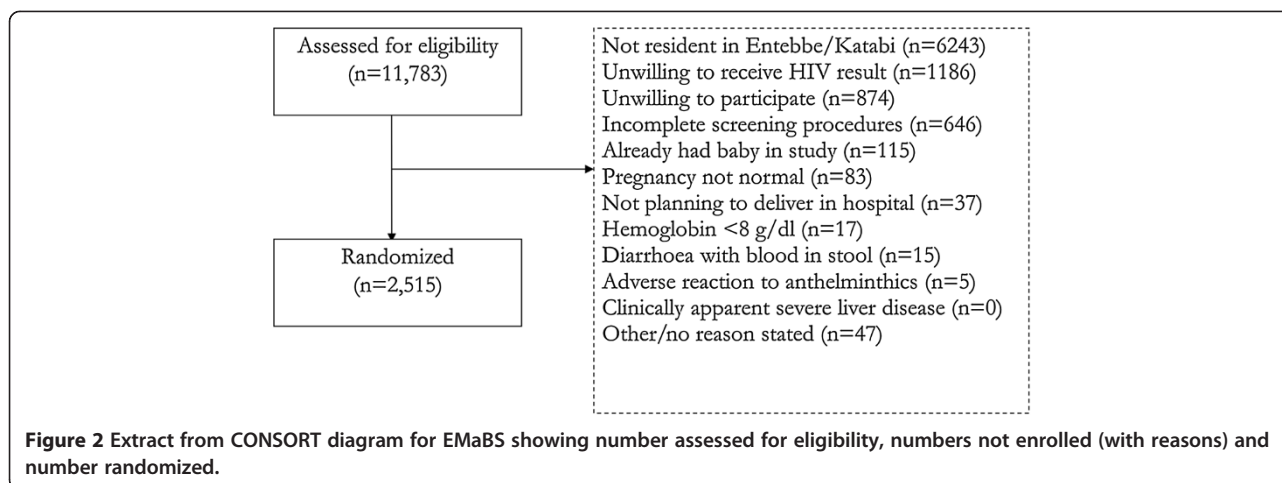 Assessed for eligibility
(n=11,783)
Randomized
(n=2,515)
Not resident in Entebbe/Katabi (n=6243)
Unwilling to receive HIV result (n=1186)
Unwilling to participate (n=874)
Incomplete screening procedures (n=646)
Already had baby in study (n=115)
Pregnancy not normal (n=83)
Not planning to deliver in hospital (n=37)
Hemoglobin <8 g/dl (n=17)
Diarrhoea with blood in stool (n=15)
Adverse reaction to anthelminthics (n=5)
Clinically apparent severe liver disease (n=0)
Other/no reason stated (n=47)
Figure 2 Extract from CONSORT diagram for EMaBS showing number assessed for eligibility, numbers not enrolled (with reasons) and
number randomized.